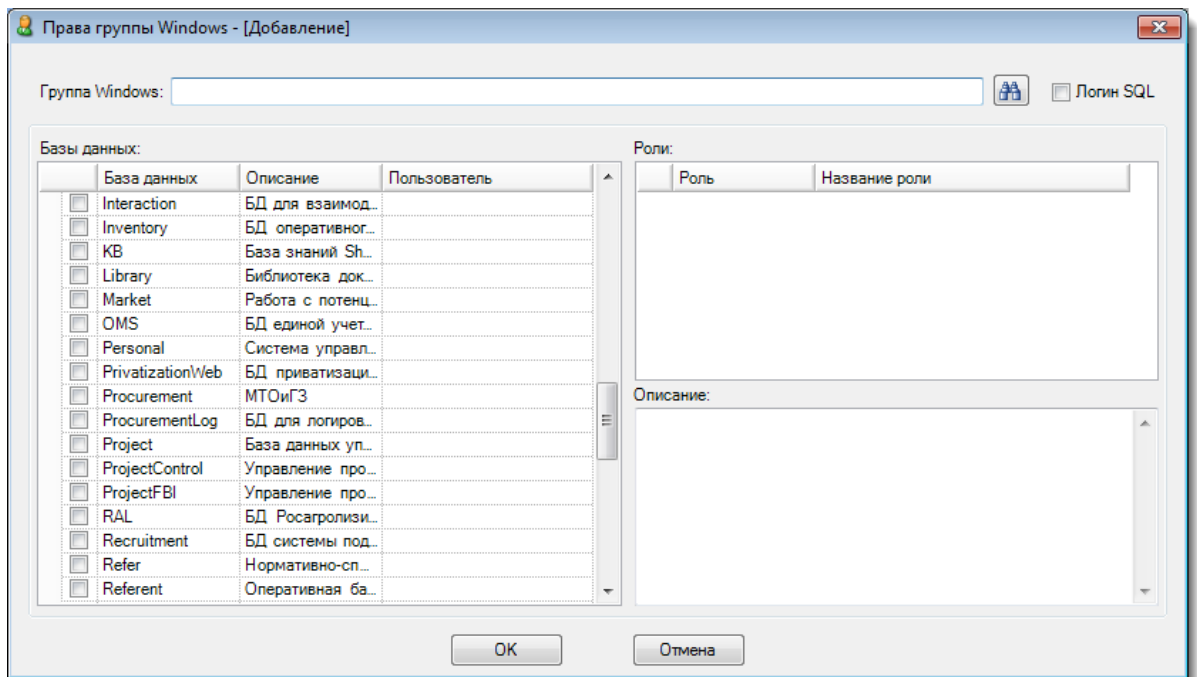 Права группы Windows - [Добавление]
Группа Windows:
Логин SQL
Базы данных:
База данных Описание Пользователь
Interaction БД для взаимод...
Inventory БД оперативног...
KB База знаний Sh...
Library Библиотека док...
Market Работа с потенц...
OMS БД единой учет...
Personal Система управл...
PrivatizationWeb БД приватизаци...
Procurement МТОиГЗ
ProcurementLog БД для логиров...
Project База данных уп...
ProjectControl Управление про...
ProjectFBI Управление про...
RAL БД Росагролизи...
Recruitment БД системы под...
Refer Нормативно-сп...
Referent Оперативная ба...
Роли:
Роль Название роли
Описание:
OK Отмена